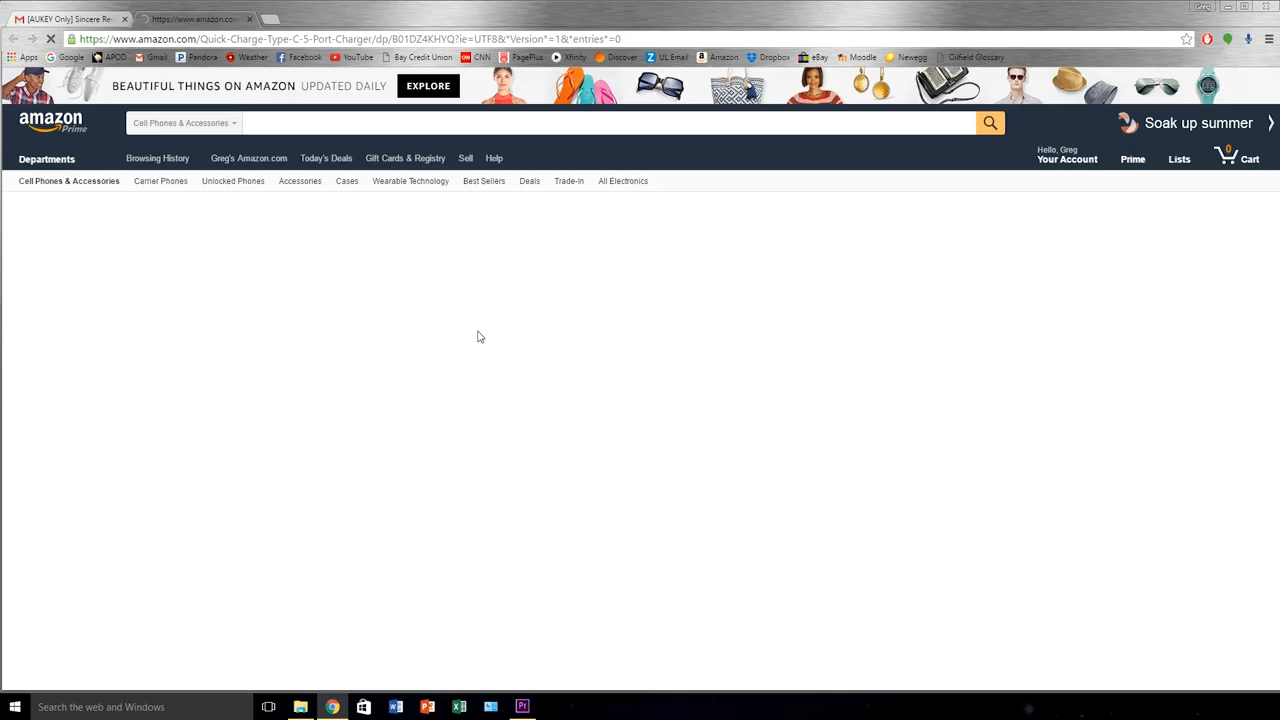 [AUKEY Only] Sincere Re
https://www.amazon.com
Greg
https://www.amazon.com/Quick-Charge-Type-C-5-Port-Charger/dp/B01DZ4KHYQ?ie=UTF8&*Version*=1&*entries*=0
Apps Google APOD Gmail Pandora Weather Facebook YouTube Bay Credit Union CNN PagePlus Xfinity Discover UL Email Amazon Dropbox eBay Moodle Newegg Oilfield Glossary
BEAUTIFUL THINGS ON AMAZON UPDATED DAILY EXPLORE
amazon Prime
Cell Phones & Accessories
Soak up summer
Departments
Browsing History Greg's Amazon.com Today's Deals Gift Cards & Registry Sell Help
Hello, Greg
Your Account Prime Lists 0 Cart
Cell Phones & Accessories Carrier Phones Unlocked Phones Accessories Cases Wearable Technology Best Sellers Deals Trade-In All Electronics
Search the web and Windows